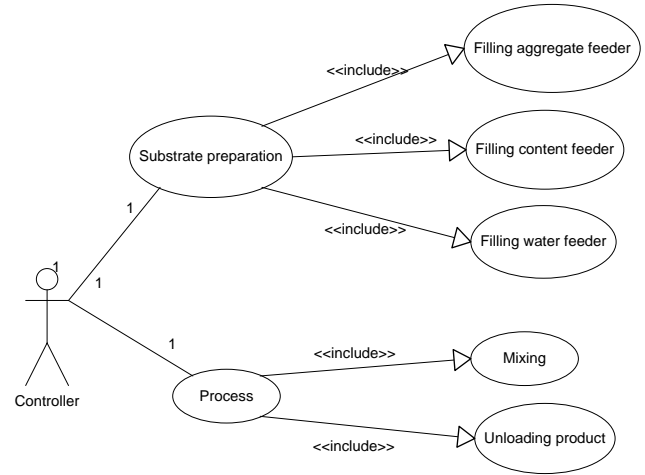 Filling aggregate feeder
<<include>>
<<include>>
Substrate preparation
Filling content feeder
1
<<include>>
Filling water feeder
1
1
1
<<include>>
Mixing
Controller
Process
<<include>>
Unloading product